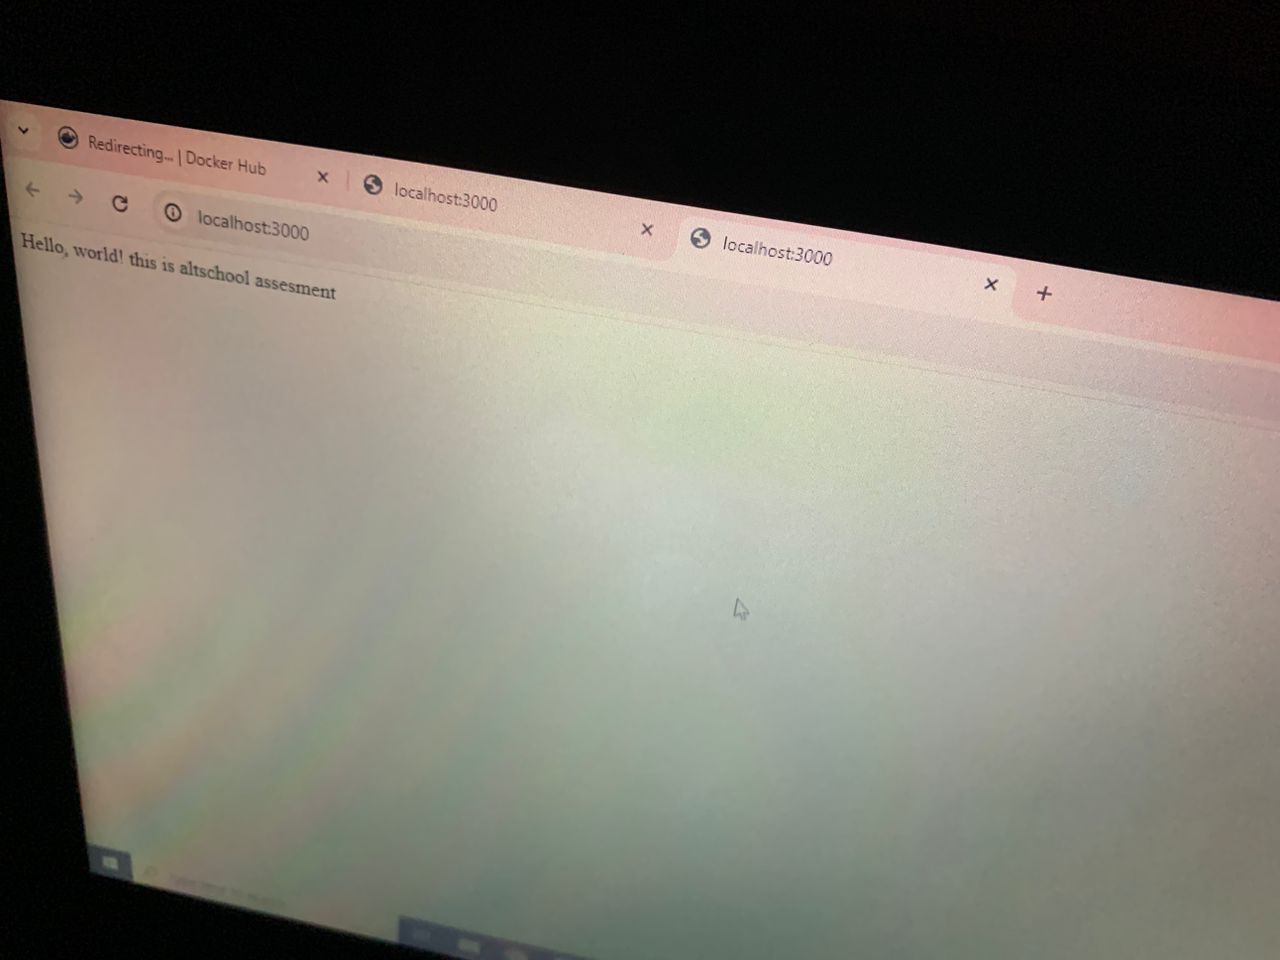 Redirecting... | Docker Hub
localhost:3000
localhost:3000
localhost:3000
Hello, world! this is altschool assesment